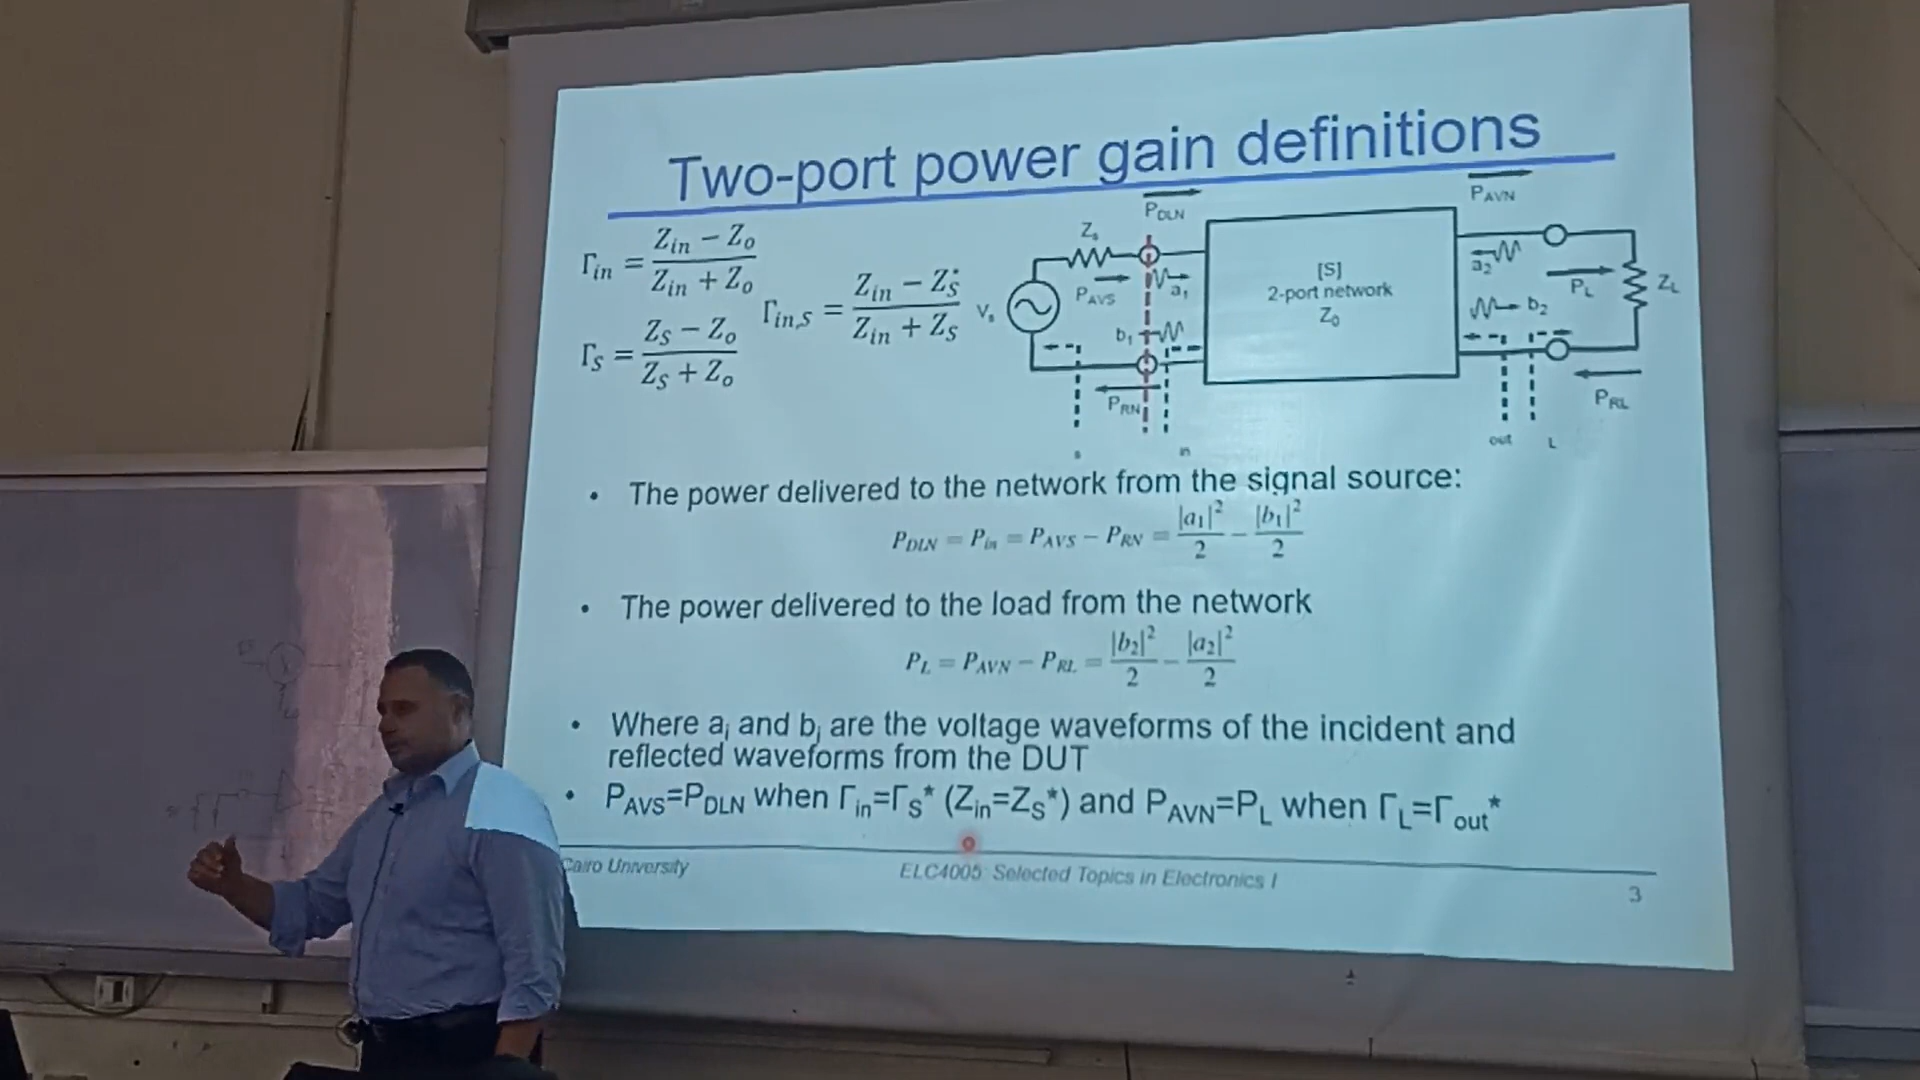 Two-port power gain definitions
Γin = (Zin − Zo) / (Zin + Zo)
Γin,S = (Zin − ZS*) / (Zin + ZS)
ΓS = (ZS − Zo) / (ZS + Zo)
PDLN
PAVN
Zs
PAVS
a1
Vs
b1
PRN
s
in
[S]
2-port network
Z0
a2
PL
ZL
b2
PRL
out
L
• The power delivered to the network from the signal source:
PDLN = Pin = PAVS − PRN = |a1|²/2 − |b1|²/2
• The power delivered to the load from the network
PL = PAVN − PRL = |b2|²/2 − |a2|²/2
• Where ai and bi are the voltage waveforms of the incident and
reflected waveforms from the DUT
• PAVS=PDLN when Γin=ΓS* (Zin=ZS*) and PAVN=PL when ΓL=Γout*
Cairo University
ELC4005: Selected Topics in Electronics I
3